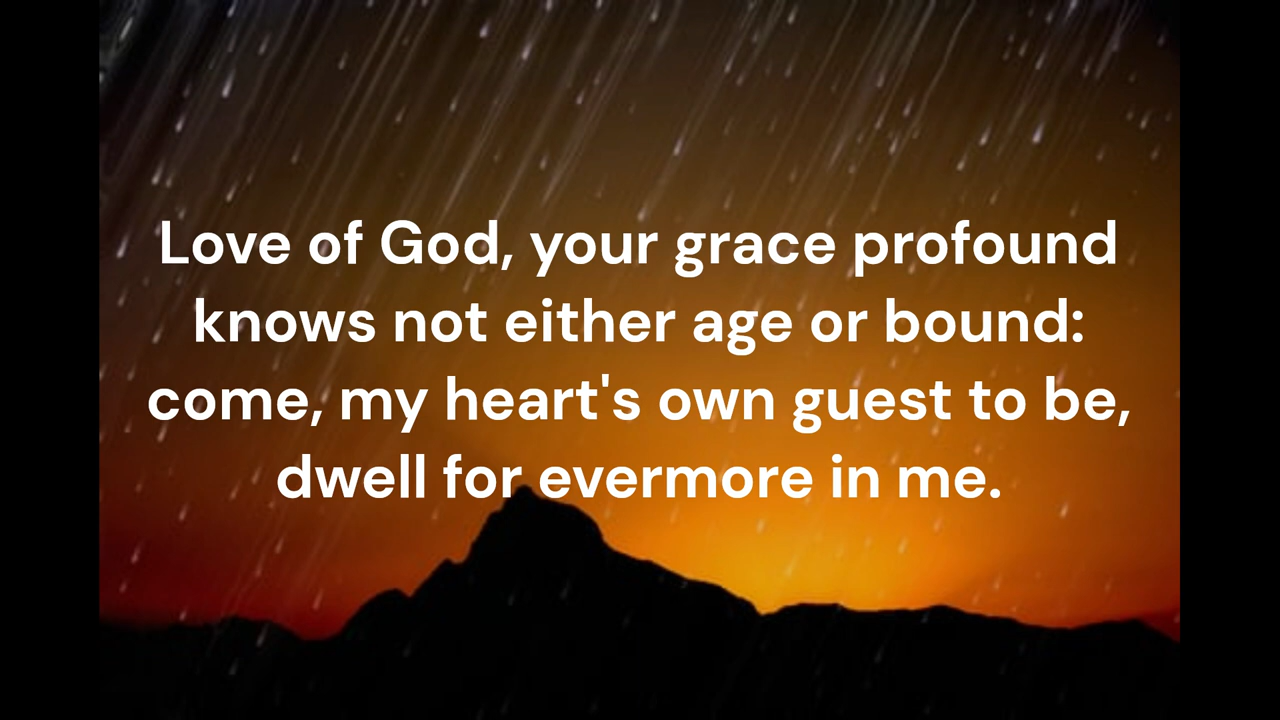 Love of God, your grace profound
knows not either age or bound:
come, my heart's own guest to be,
dwell for evermore in me.